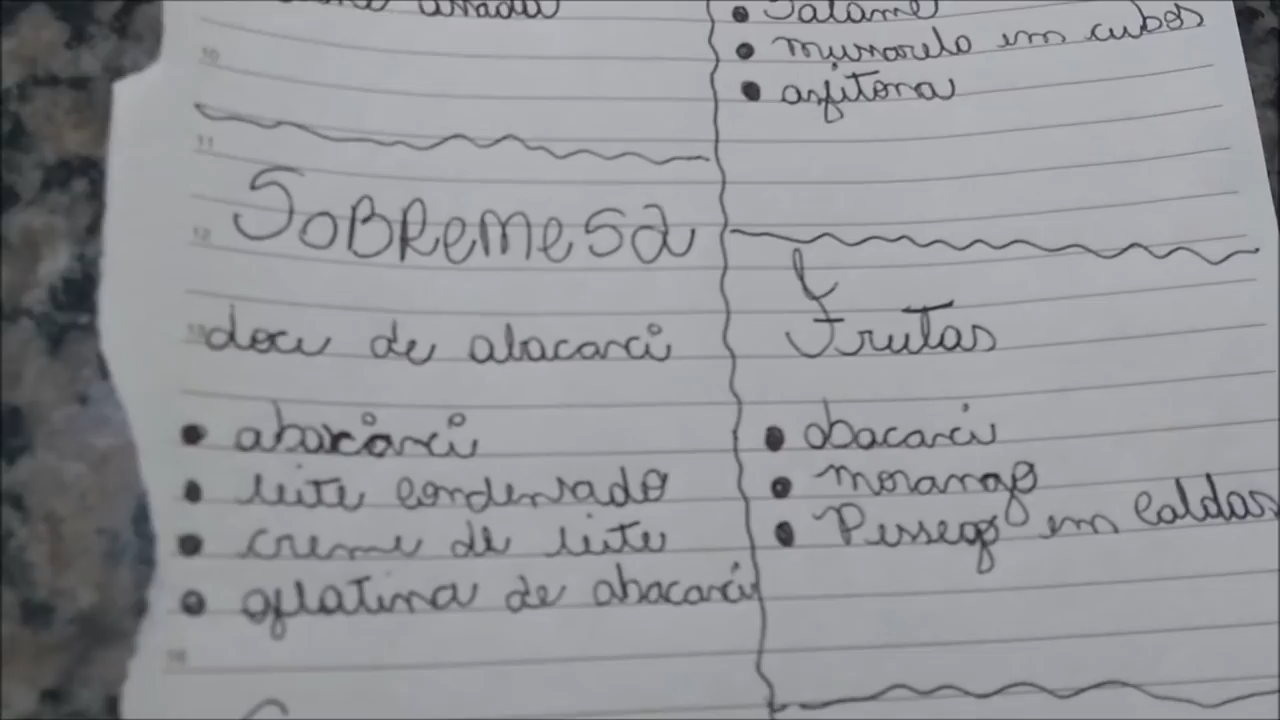 Salame
munarelo em cubos
azeitona
Sobremesa
doce de abacaxi
abacaxi
leite condensado
creme de leite
gelatina de abacaxi
Frutas
abacaxi
morango
Pessego em Caldas